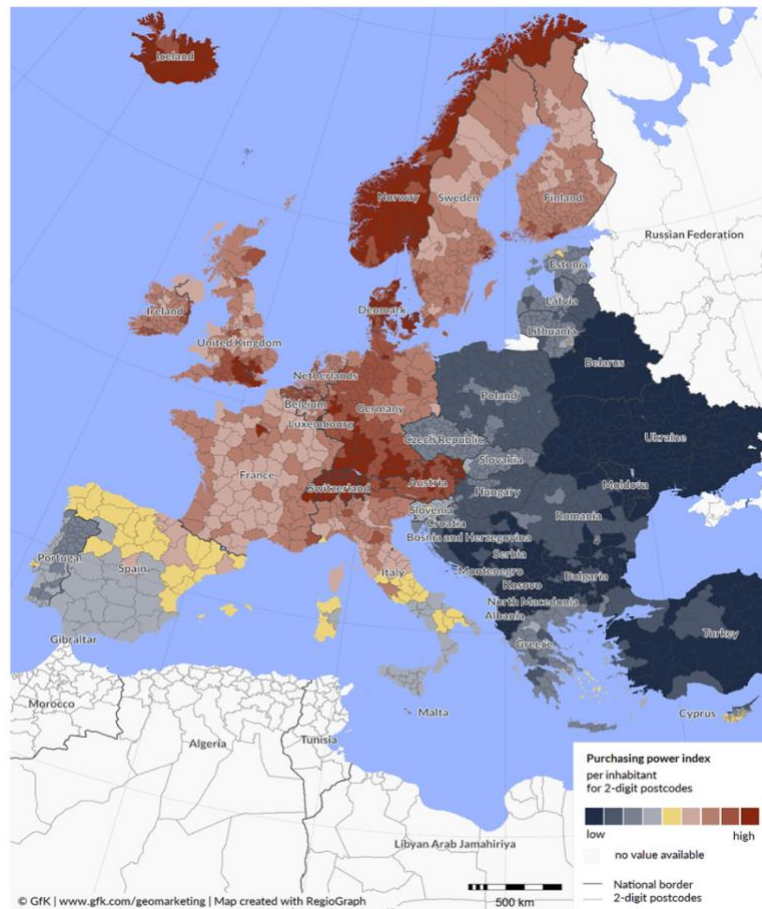 Iceland
Norway
Sweden
Finland
Russian Federation
Estonia
Latvia
Lithuania
Denmark
Ireland
United Kingdom
Netherlands
Belgium
Luxembourg
Germany
Poland
Belarus
Ukraine
Czech Republic
Slovakia
France
Switzerland
Austria
Hungary
Moldova
Slovenia
Croatia
Romania
Bosnia and Herzegovina
Serbia
Portugal
Spain
Italy
Montenegro
Kosovo
Bulgaria
North Macedonia
Albania
Gibraltar
Greece
Turkey
Morocco
Algeria
Tunisia
Malta
Cyprus
Libyan Arab Jamahiriya
Purchasing power index
per inhabitant
for 2-digit postcodes
low high
no value available
National border
2-digit postcodes
500 km
© GfK | www.gfk.com/geomarketing | Map created with RegioGraph